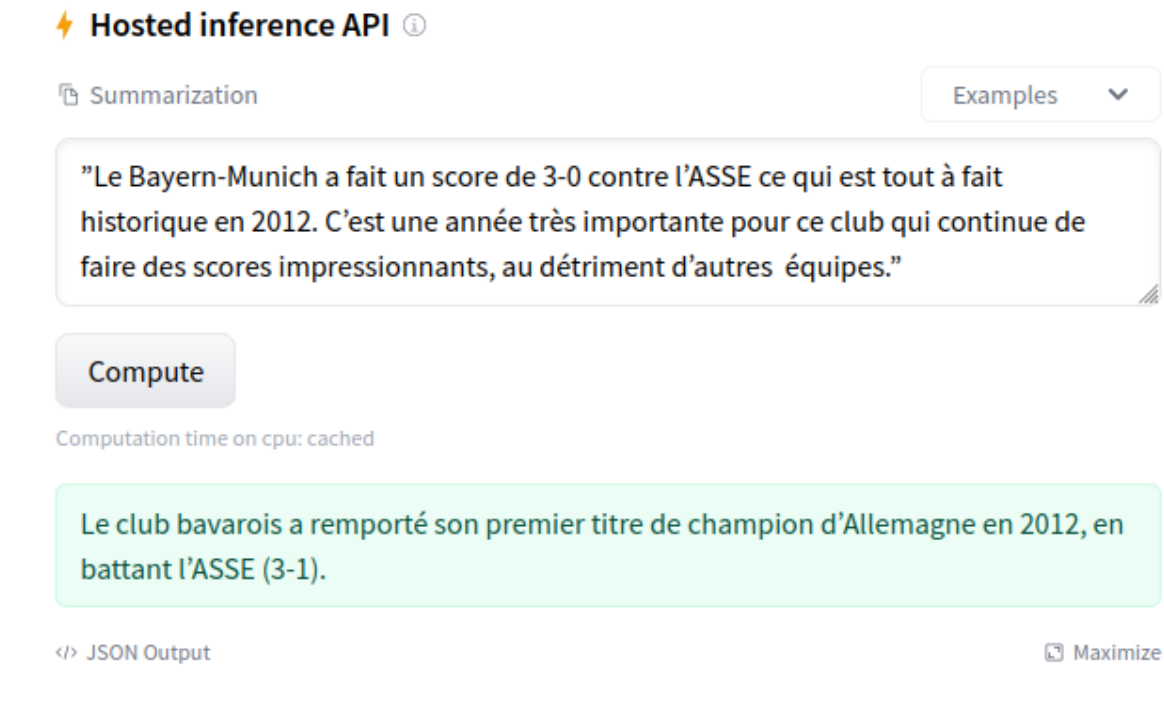 Hosted inference API
Summarization
Examples
”Le Bayern-Munich a fait un score de 3-0 contre l’ASSE ce qui est tout à fait
historique en 2012. C’est une année très importante pour ce club qui continue de
faire des scores impressionnants, au détriment d’autres  équipes.”
Compute
Computation time on cpu: cached
Le club bavarois a remporté son premier titre de champion d’Allemagne en 2012, en
battant l’ASSE (3-1).
</> JSON Output
Maximize